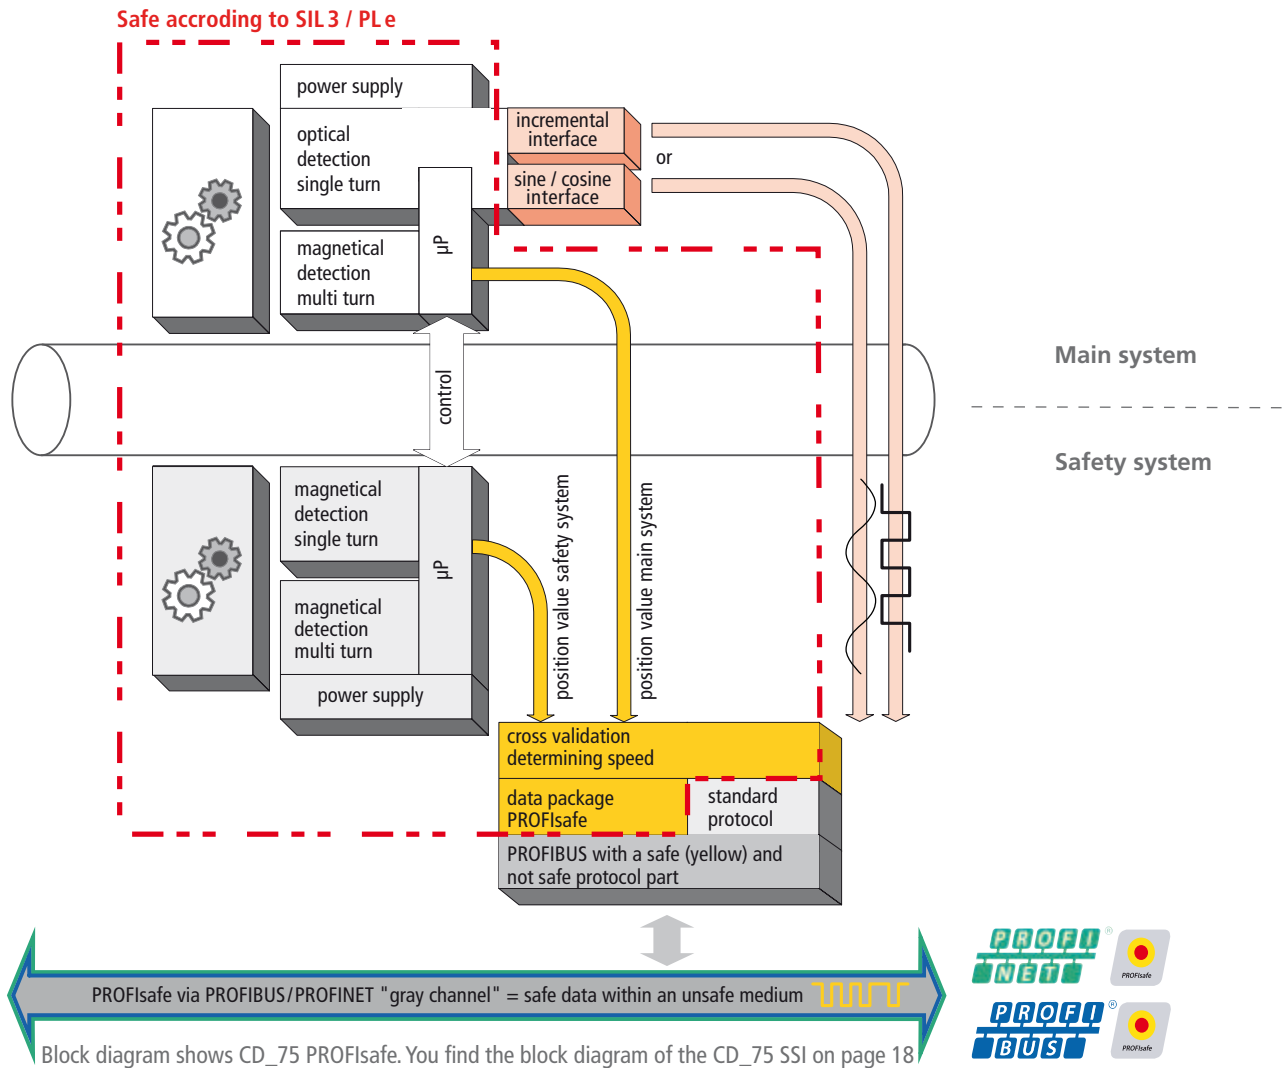 Safe accroding to SIL 3 / PL e
power supply
optical
detection
single turn
magnetical
detection
multi turn
µP
incremental
interface
or
sine / cosine
interface
control
Main system
Safety system
magnetical
detection
single turn
magnetical
detection
multi turn
µP
power supply
position value safety system
position value main system
cross validation
determining speed
data package
PROFIsafe
standard
protocol
PROFIBUS with a safe (yellow) and
not safe protocol part
PROFIsafe via PROFIBUS/PROFINET "gray channel" = safe data within an unsafe medium
PROFI
NET
®
PROFIsafe
PROFI
BUS
®
PROFIsafe
Block diagram shows CD_75 PROFIsafe. You find the block diagram of the CD_75 SSI on page 18